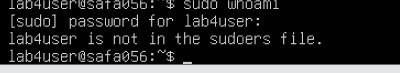 lab4user@safa056:~$ sudo whoami
[sudo] password for lab4user:
lab4user is not in the sudoers file.
lab4user@safa056:~$ _